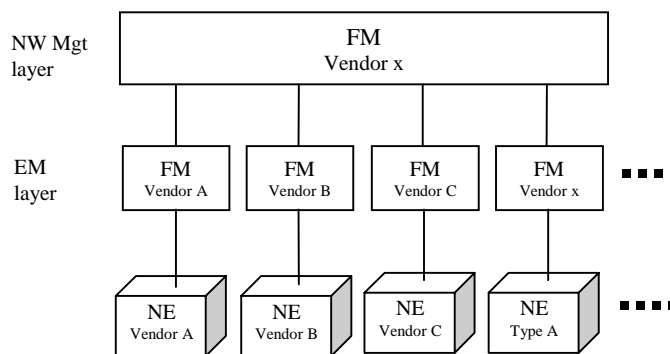 NW Mgt
layer
FM
Vendor x
EM
layer
FM
Vendor A
FM
Vendor B
FM
Vendor C
FM
Vendor x
NE
Vendor A
NE
Vendor B
NE
Vendor C
NE
Type A